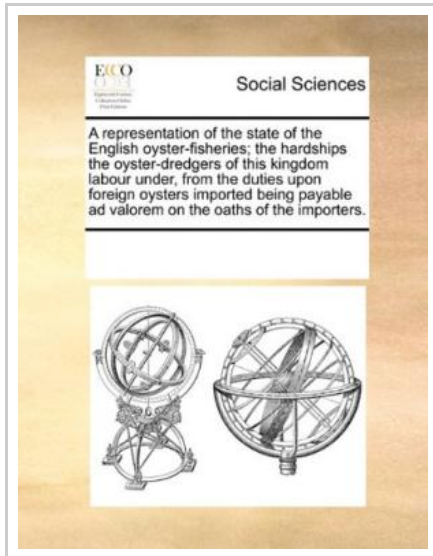 ECCO
Social Sciences
A representation of the state of the
English oyster-fisheries; the hardships
the oyster-dredgers of this kingdom
labour under, from the duties upon
foreign oysters imported being payable
ad valorem on the oaths of the importers.